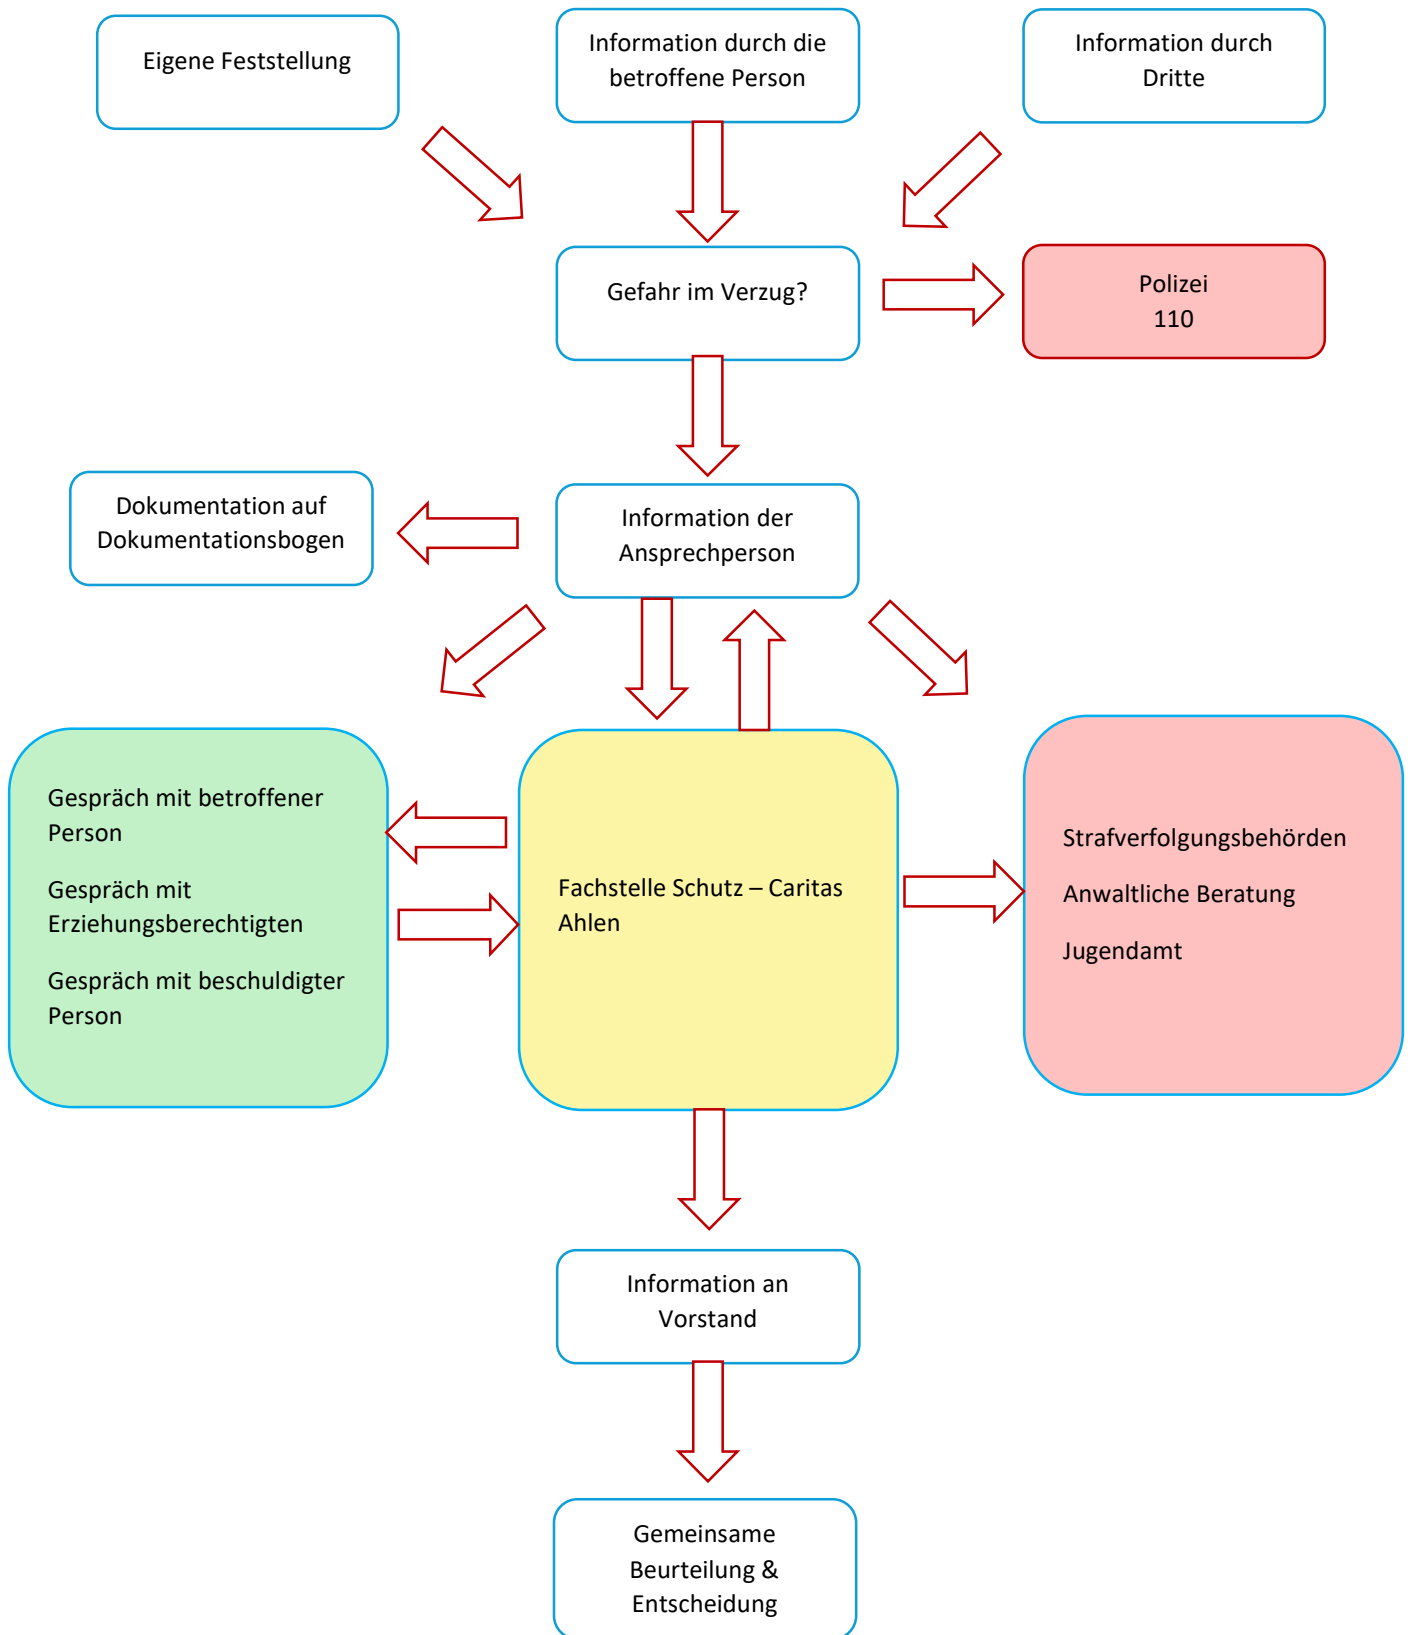 Eigene Feststellung
Information durch die
betroffene Person
Information durch
Dritte
Gefahr im Verzug?
Polizei
110
Dokumentation auf
Dokumentationsbogen
Information der
Ansprechperson
Gespräch mit betroffener
Person
Gespräch mit
Erziehungsberechtigten
Gespräch mit beschuldigter
Person
Fachstelle Schutz – Caritas
Ahlen
Strafverfolgungsbehörden
Anwaltliche Beratung
Jugendamt
Information an
Vorstand
Gemeinsame
Beurteilung &
Entscheidung